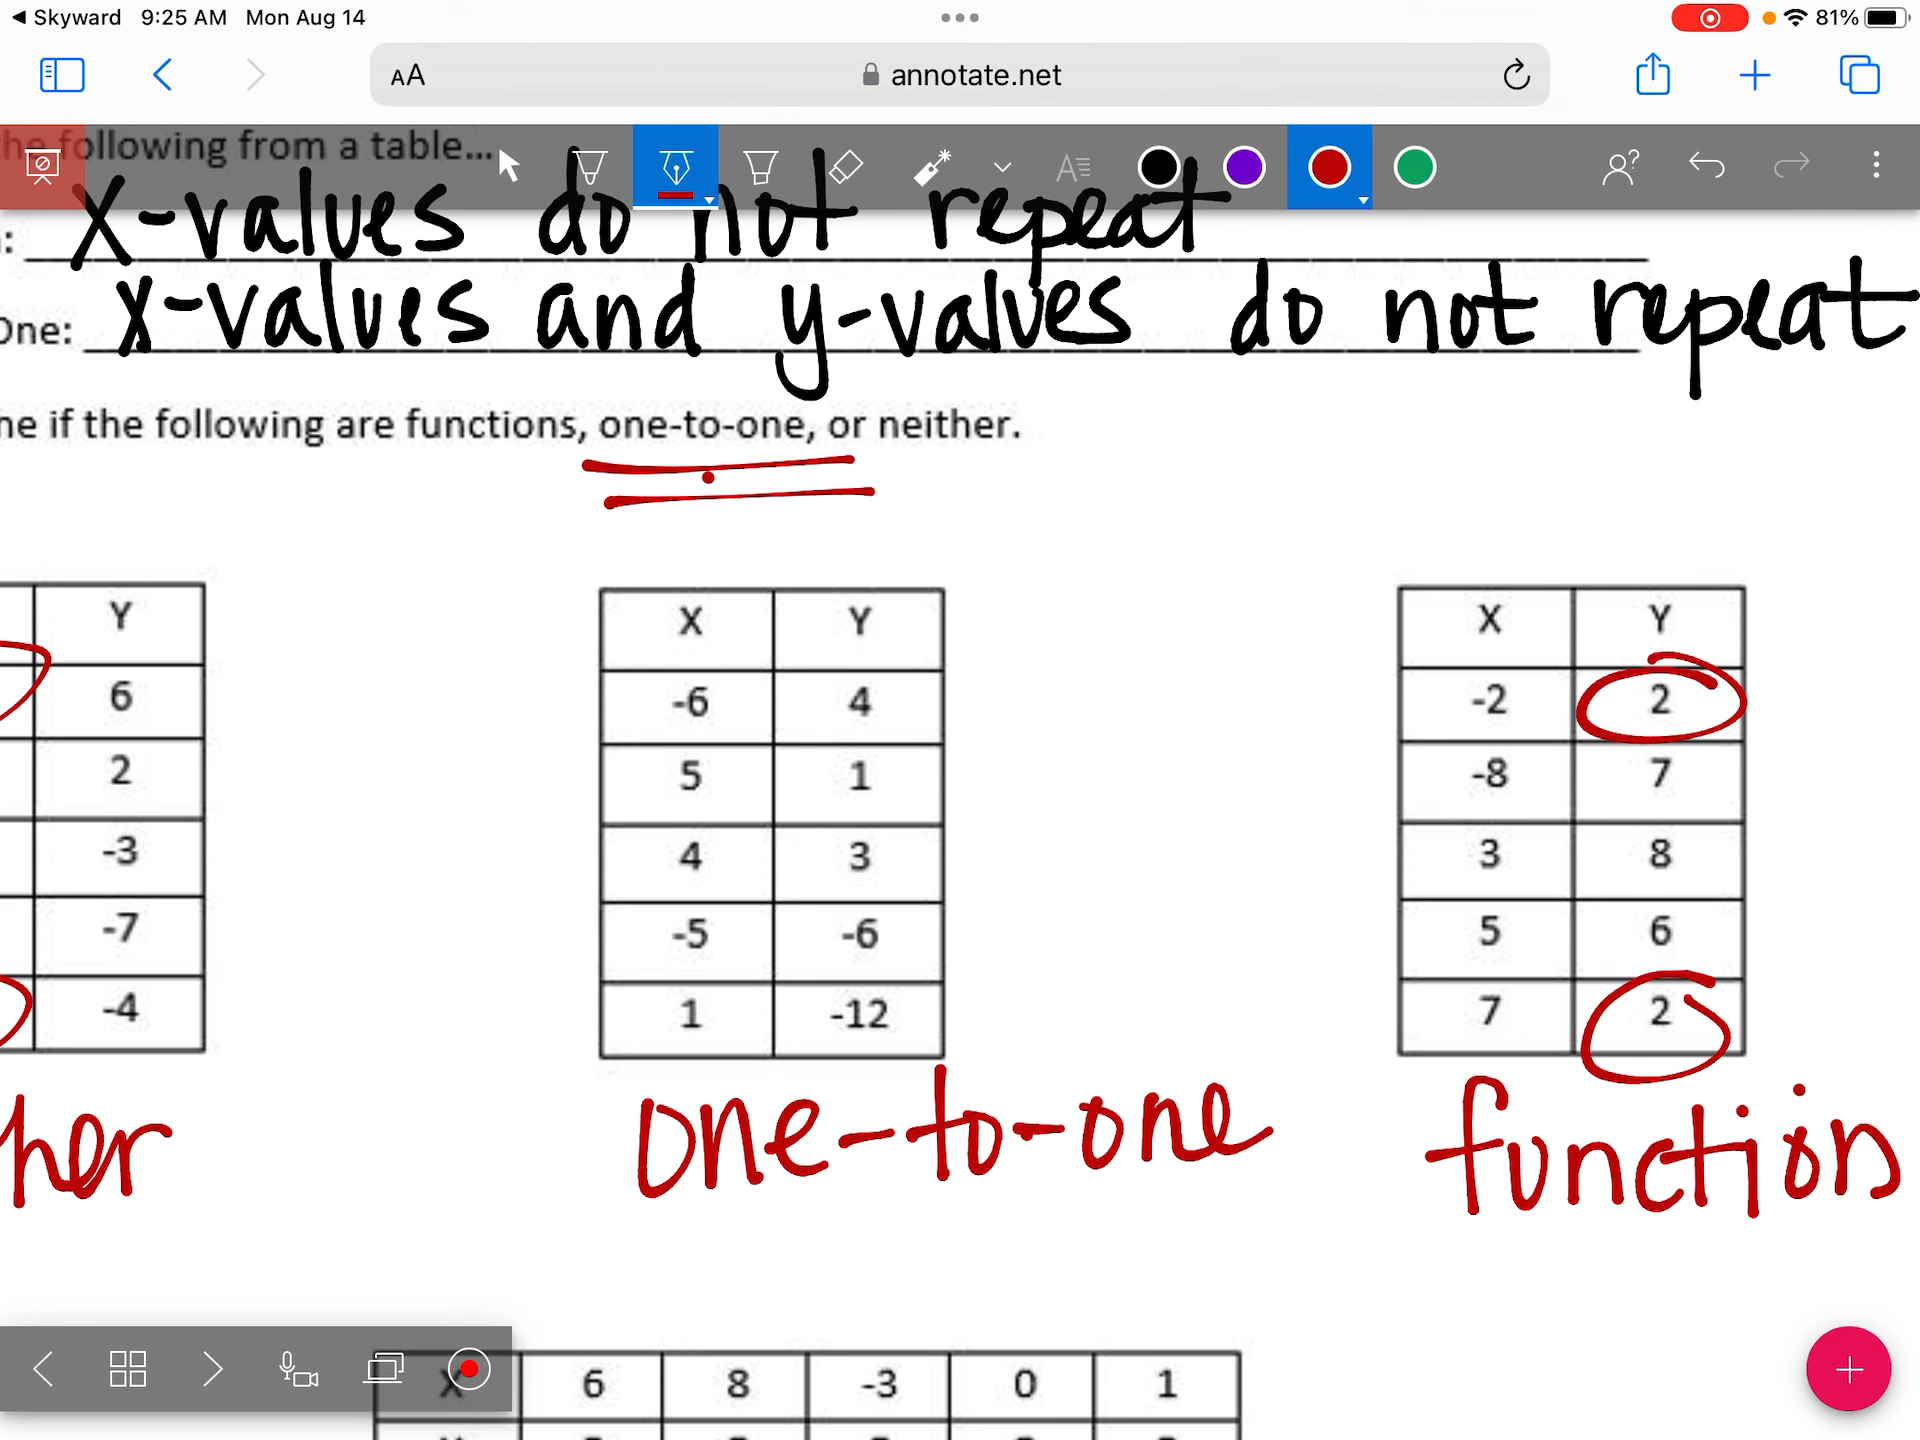 ◀ Skyward 9:25 AM Mon Aug 14 81%
AA annotate.net
he following from a table...
: X-values do not repeat
One: x-values and y-values do not repeat
ne if the following are functions, one-to-one, or neither.
Y
6
2
-3
-7
-4
her
X Y
-6 4
5 1
4 3
-5 -6
1 -12
one-to-one
X Y
-2 2
-8 7
3 8
5 6
7 2
function
X 6 8 -3 0 1